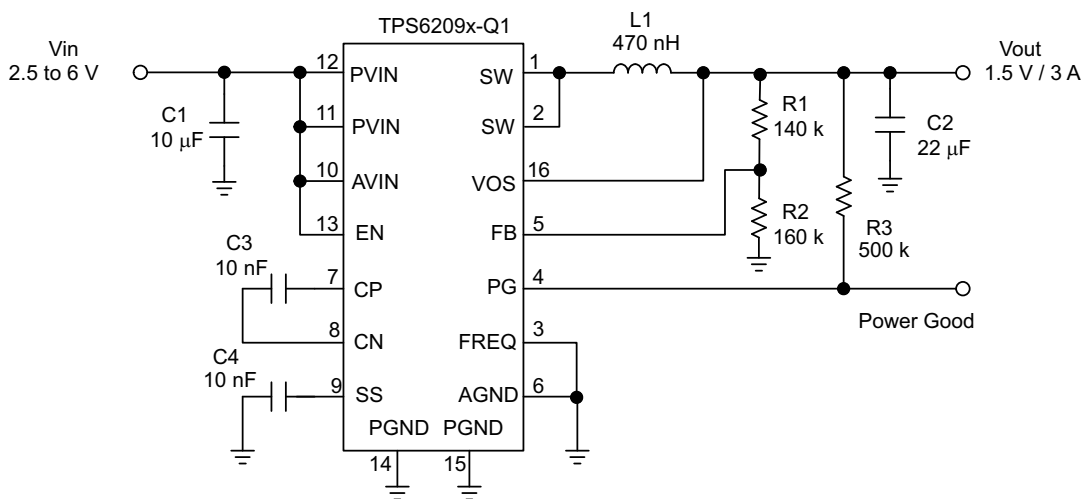 TPS6209x-Q1
L1
470 nH
Vin
2.5 to 6 V
Vout
1.5 V / 3 A
12 PVIN
SW 1
C1
10 µF
11 PVIN
SW 2
R1
140 k
C2
22 µF
10 AVIN
VOS 16
13 EN
FB 5
R2
160 k
R3
500 k
C3
10 nF
7 CP
PG 4
Power Good
8 CN
FREQ 3
C4
10 nF
9 SS
AGND 6
PGND PGND
14 15